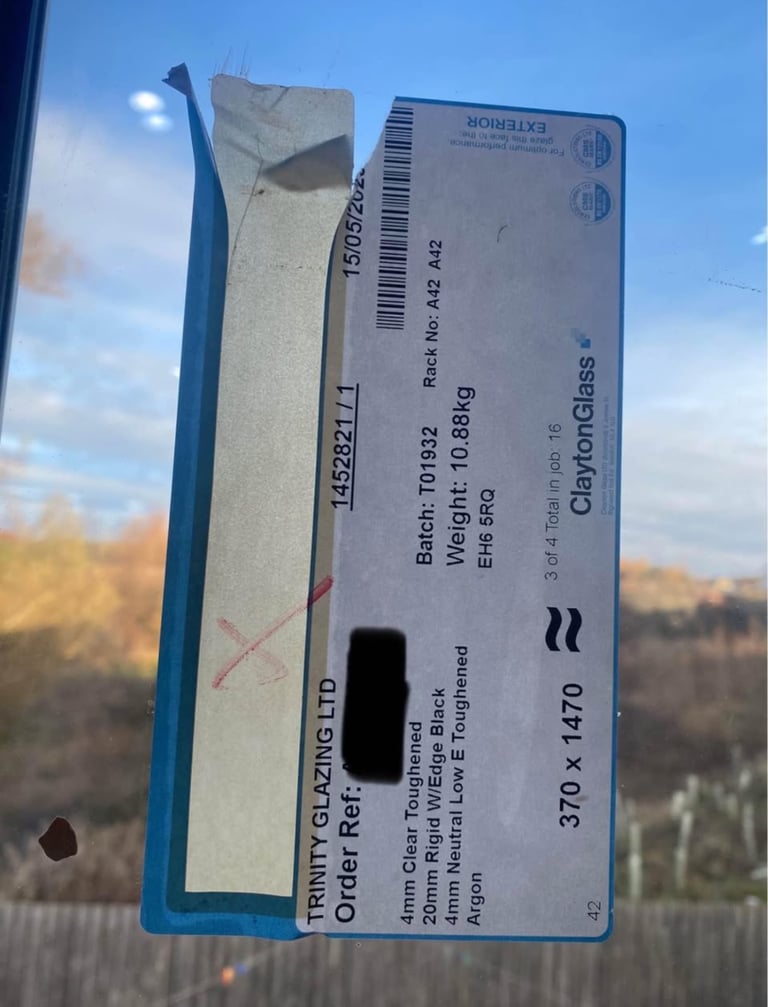 TRINITY GLAZING LTD
Order Ref:
1452821 / 1
15/05/202
4mm Clear Toughened
20mm Rigid W/Edge Black
4mm Neutral Low E Toughened
Argon
Batch: T01932
Rack No: A42 A42
Weight: 10.88kg
EH6 5RQ
370 x 1470
3 of 4 Total in job: 16
ClaytonGlass
42
For optimum performance,
glaze this face to the:
EXTERIOR